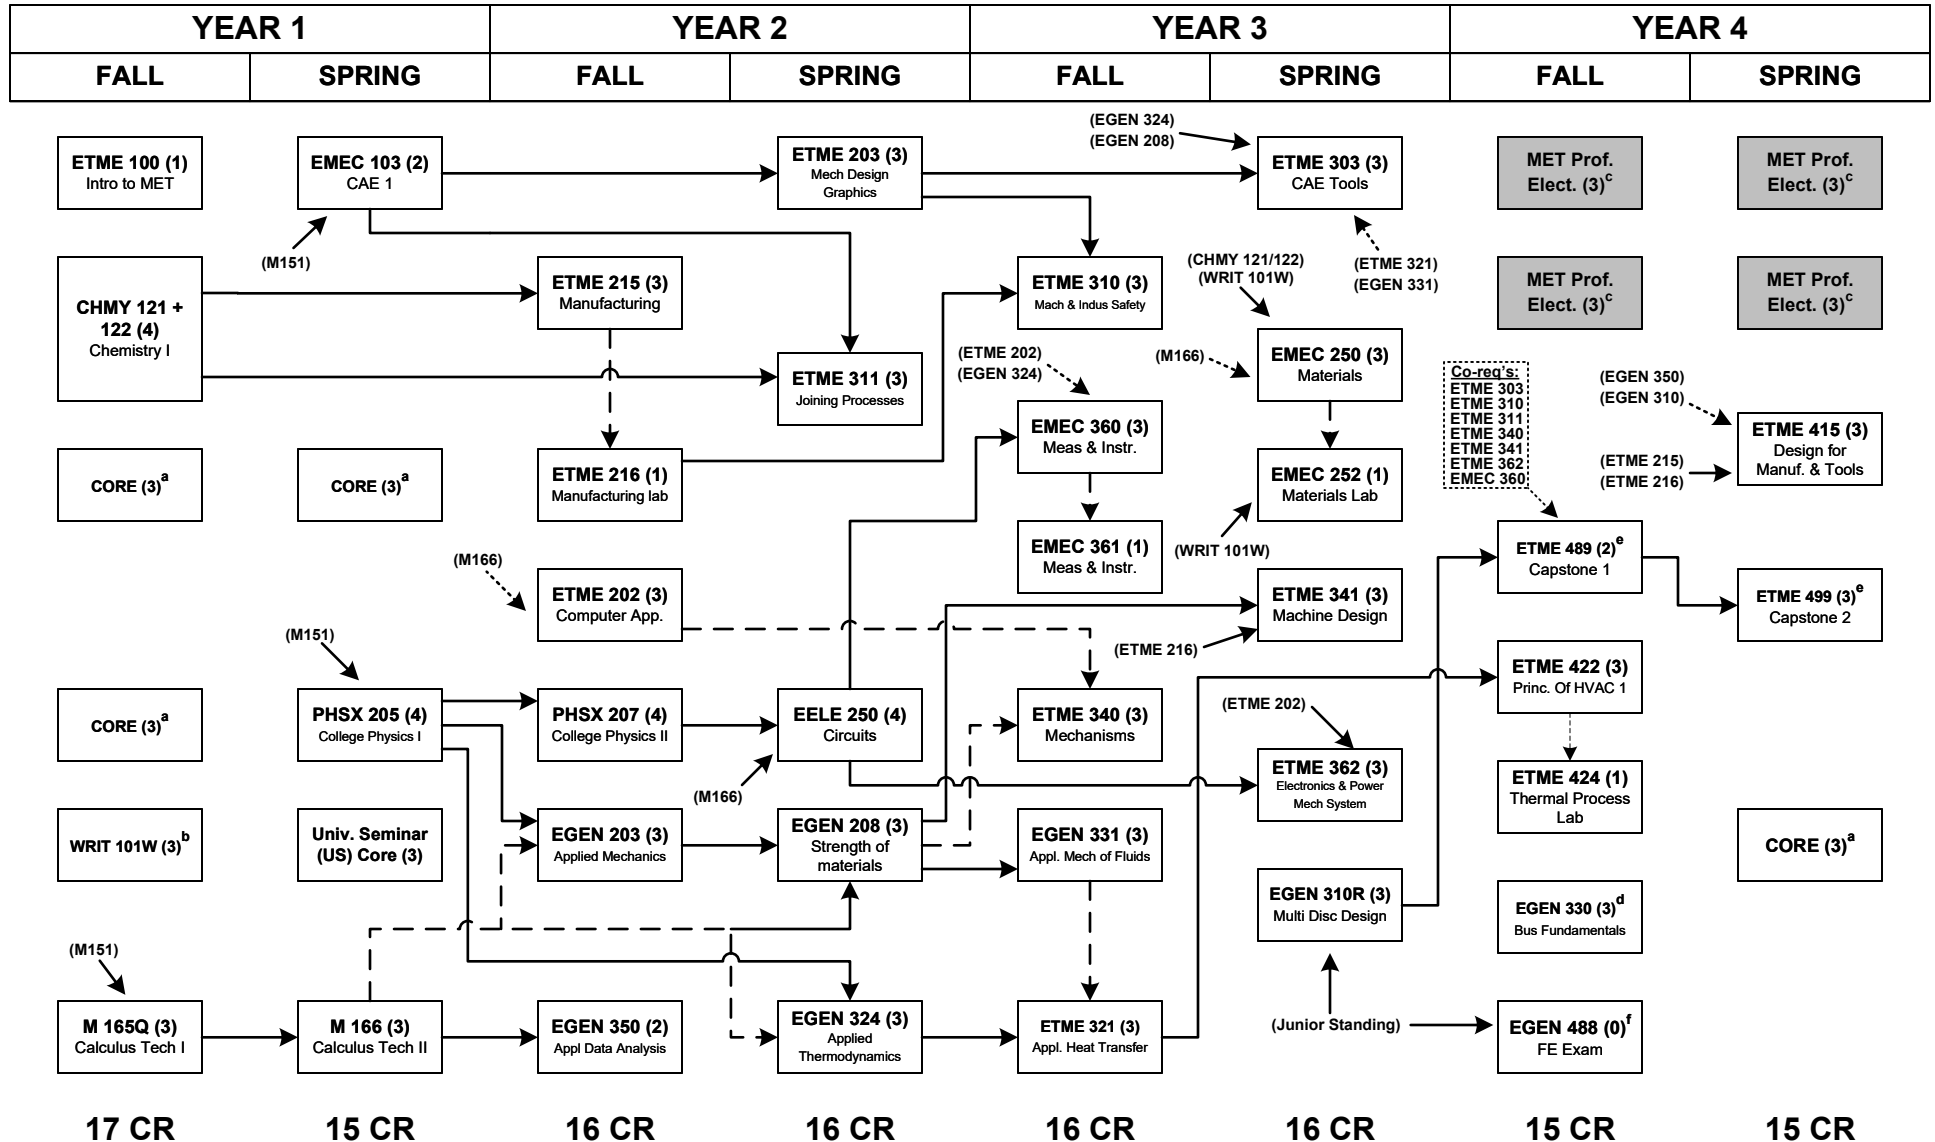 YEAR 1
YEAR 2
YEAR 3
YEAR 4
FALL
SPRING
FALL
SPRING
FALL
SPRING
FALL
SPRING
ETME 100 (1)
Intro to MET
CHMY 121 +
122 (4)
Chemistry I
CORE (3)a
CORE (3)a
WRIT 101W (3)b
(M151)
M 165Q (3)
Calculus Tech I
17 CR
EMEC 103 (2)
CAE 1
(M151)
CORE (3)a
(M151)
PHSX 205 (4)
College Physics I
Univ. Seminar
(US) Core (3)
M 166 (3)
Calculus Tech II
15 CR
ETME 215 (3)
Manufacturing
ETME 216 (1)
Manufacturing lab
(M166)
ETME 202 (3)
Computer App.
PHSX 207 (4)
College Physics II
EGEN 203 (3)
Applied Mechanics
EGEN 350 (2)
Appl Data Analysis
16 CR
ETME 203 (3)
Mech Design
Graphics
ETME 311 (3)
Joining Processes
EELE 250 (4)
Circuits
(M166)
EGEN 208 (3)
Strength of
materials
EGEN 324 (3)
Applied
Thermodynamics
16 CR
ETME 310 (3)
Mach & Indus Safety
(ETME 202)
(EGEN 324)
EMEC 360 (3)
Meas & Instr.
EMEC 361 (1)
Meas & Instr.
ETME 340 (3)
Mechanisms
EGEN 331 (3)
Appl. Mech of Fluids
ETME 321 (3)
Appl. Heat Transfer
16 CR
(EGEN 324)
(EGEN 208)
ETME 303 (3)
CAE Tools
(ETME 321)
(EGEN 331)
(CHMY 121/122)
(WRIT 101W)
(M166)
EMEC 250 (3)
Materials
EMEC 252 (1)
Materials Lab
(WRIT 101W)
ETME 341 (3)
Machine Design
(ETME 216)
(ETME 202)
ETME 362 (3)
Electronics & Power
Mech System
EGEN 310R (3)
Multi Disc Design
(Junior Standing)
16 CR
MET Prof.
Elect. (3)c
MET Prof.
Elect. (3)c
Co-req's:
ETME 303
ETME 310
ETME 311
ETME 340
ETME 341
ETME 362
EMEC 360
ETME 489 (2)e
Capstone 1
ETME 422 (3)
Princ. Of HVAC 1
ETME 424 (1)
Thermal Process
Lab
EGEN 330 (3)d
Bus Fundamentals
EGEN 488 (0)f
FE Exam
15 CR
MET Prof.
Elect. (3)c
MET Prof.
Elect. (3)c
(EGEN 350)
(EGEN 310)
ETME 415 (3)
Design for
Manuf. & Tools
(ETME 215)
(ETME 216)
ETME 499 (3)e
Capstone 2
CORE (3)a
15 CR